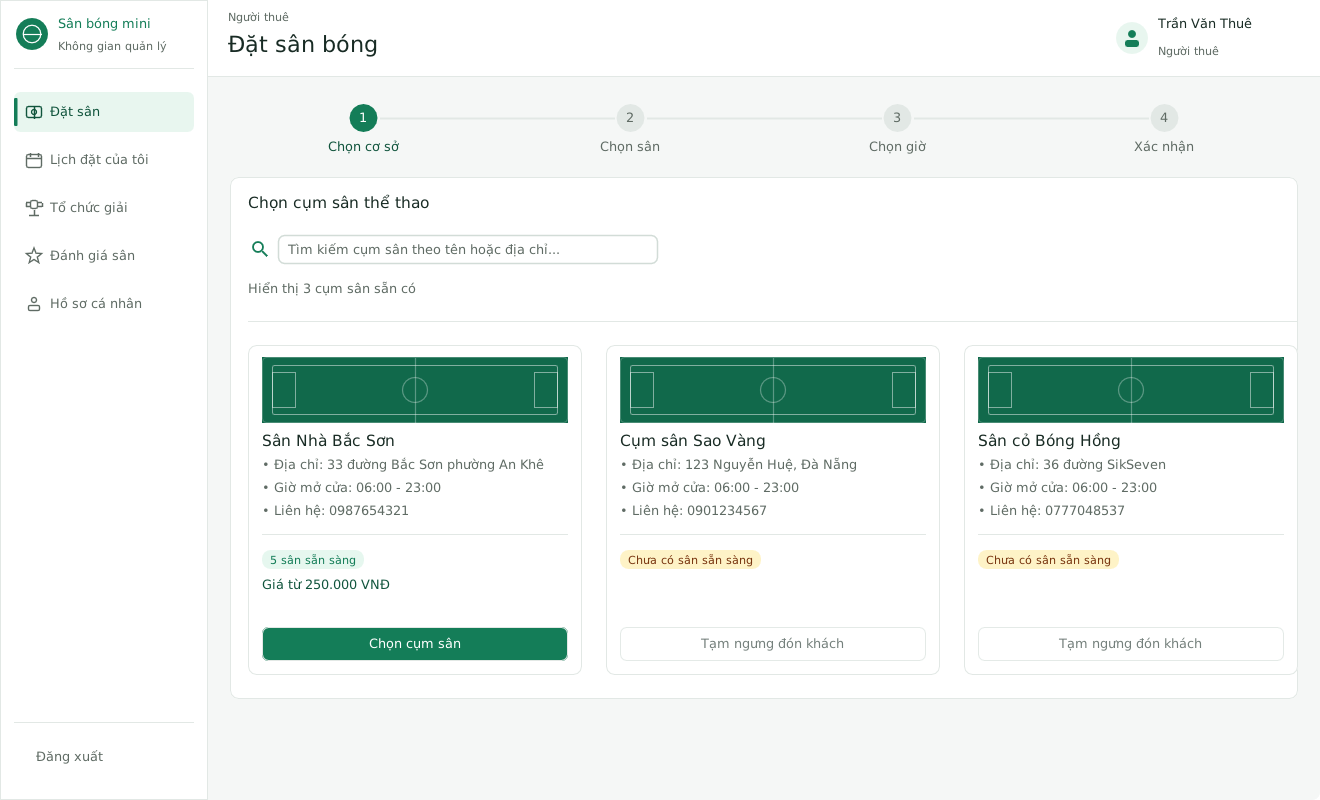 Sân bóng mini
Không gian quản lý
Đặt sân
Lịch đặt của tôi
Tổ chức giải
Đánh giá sân
Hồ sơ cá nhân
Đăng xuất
Người thuê
Đặt sân bóng
Trần Văn Thuê
Người thuê
1
2
3
4
Chọn cơ sở
Chọn sân
Chọn giờ
Xác nhận
Chọn cụm sân thể thao
Tìm kiếm cụm sân theo tên hoặc địa chỉ...
Hiển thị 3 cụm sân sẵn có
Sân Nhà Bắc Sơn
• Địa chỉ: 33 đường Bắc Sơn phường An Khê
• Giờ mở cửa: 06:00 - 23:00
• Liên hệ: 0987654321
5 sân sẵn sàng
Giá từ 250.000 VNĐ
Chọn cụm sân
Cụm sân Sao Vàng
• Địa chỉ: 123 Nguyễn Huệ, Đà Nẵng
• Giờ mở cửa: 06:00 - 23:00
• Liên hệ: 0901234567
Chưa có sân sẵn sàng
Tạm ngưng đón khách
Sân cỏ Bóng Hồng
• Địa chỉ: 36 đường SikSeven
• Giờ mở cửa: 06:00 - 23:00
• Liên hệ: 0777048537
Chưa có sân sẵn sàng
Tạm ngưng đón khách